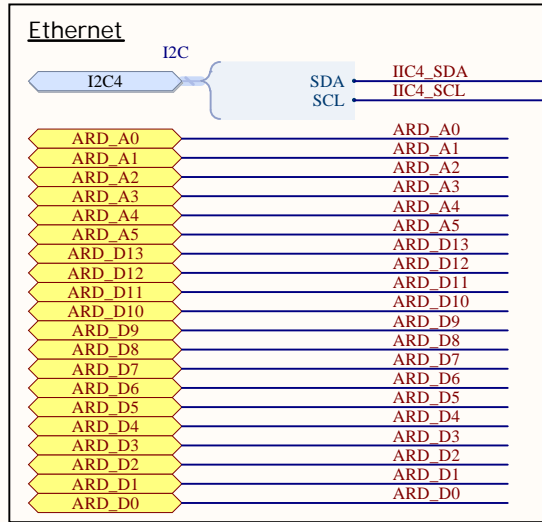 Ethernet
I2C
I2C4 SDA IIC4_SDA
SCL IIC4_SCL
ARD_A0 ARD_A0
ARD_A1 ARD_A1
ARD_A2 ARD_A2
ARD_A3 ARD_A3
ARD_A4 ARD_A4
ARD_A5 ARD_A5
ARD_D13 ARD_D13
ARD_D12 ARD_D12
ARD_D11 ARD_D11
ARD_D10 ARD_D10
ARD_D9 ARD_D9
ARD_D8 ARD_D8
ARD_D7 ARD_D7
ARD_D6 ARD_D6
ARD_D5 ARD_D5
ARD_D4 ARD_D4
ARD_D3 ARD_D3
ARD_D2 ARD_D2
ARD_D1 ARD_D1
ARD_D0 ARD_D0